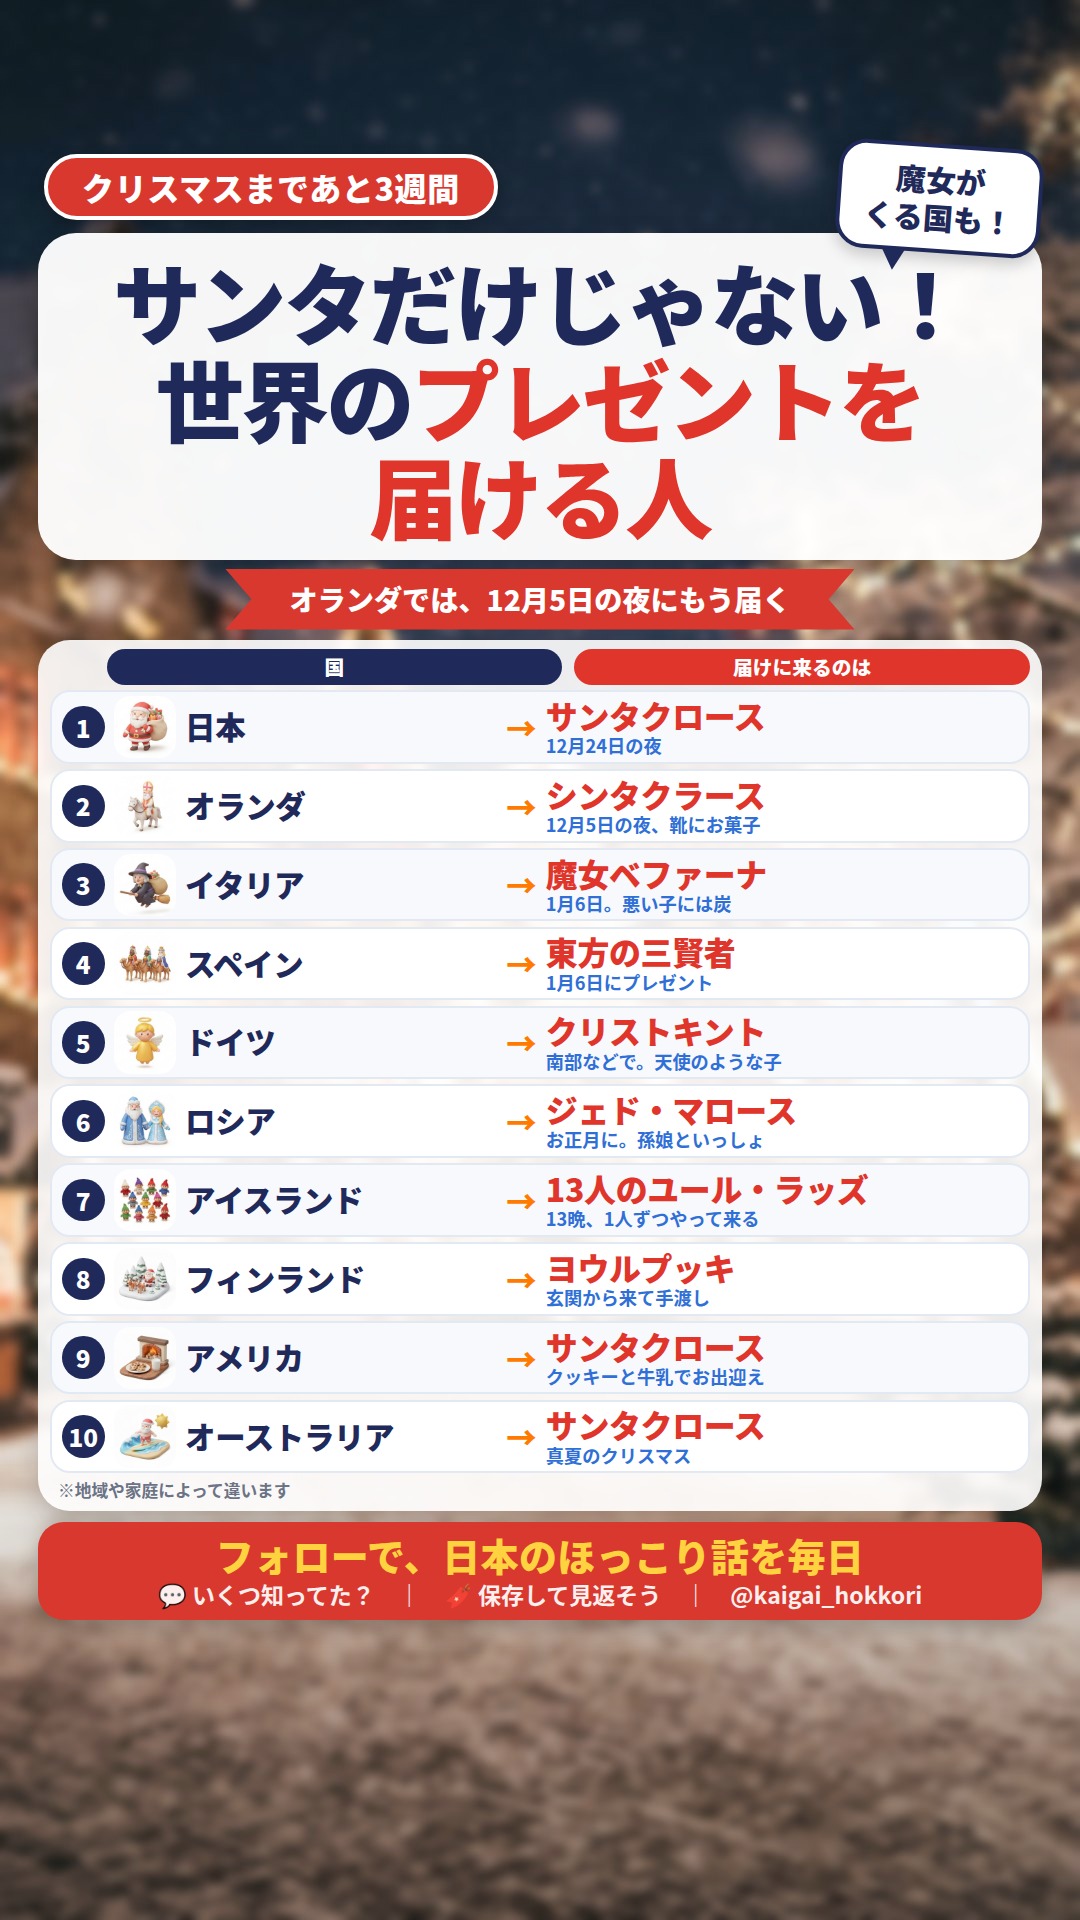 クリスマスまであと3週間
魔女が
くる国も！
サンタだけじゃない！
世界のプレゼントを
届ける人
オランダでは、12月5日の夜にもう届く
国
届けに来るのは
1 日本 → サンタクロース
12月24日の夜
2 オランダ → シンタクラース
12月5日の夜、靴にお菓子
3 イタリア → 魔女ベファーナ
1月6日。悪い子には炭
4 スペイン → 東方の三賢者
1月6日にプレゼント
5 ドイツ → クリストキント
南部などで。天使のような子
6 ロシア → ジェド・マロース
お正月に。孫娘といっしょ
7 アイスランド → 13人のユール・ラッズ
13晩、1人ずつやって来る
8 フィンランド → ヨウルプッキ
玄関から来て手渡し
9 アメリカ → サンタクロース
クッキーと牛乳でお出迎え
10 オーストラリア → サンタクロース
真夏のクリスマス
※地域や家庭によって違います
フォローで、日本のほっこり話を毎日
💬 いくつ知ってた？ ｜ 🔖 保存して見返そう ｜ @kaigai_hokkori